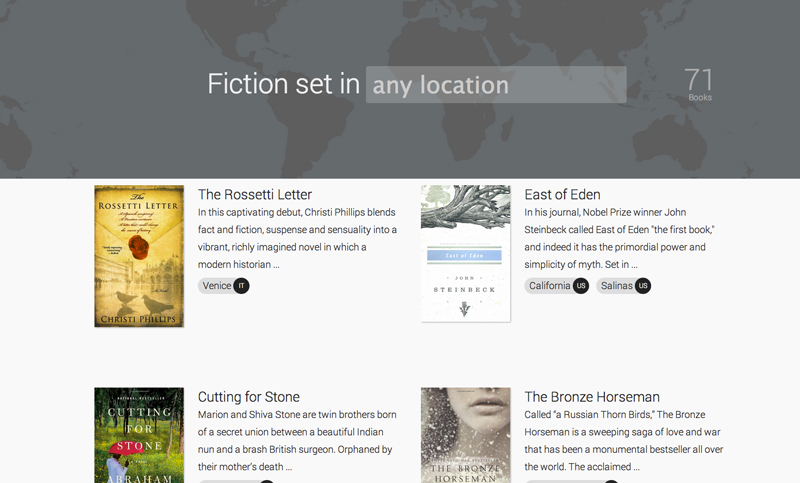 Fiction set in any location
71
Books
The Rossetti Letter
In this captivating debut, Christi Phillips blends
fact and fiction, suspense and sensuality into a
vibrant, richly imagined novel in which a
modern historian ...
Venice IT
The
ROSSETTI LETTER
CHRISTI PHILLIPS
East of Eden
In his journal, Nobel Prize winner John
Steinbeck called East of Eden "the first book,"
and indeed it has the primordial power and
simplicity of myth. Set in ...
California US Salinas US
East of Eden
JOHN
STEINBECK
Cutting for Stone
Marion and Shiva Stone are twin brothers born
of a secret union between a beautiful Indian
nun and a brash British surgeon. Orphaned by
their mother's death ...
CUTTING
FOR
STONE
ABRAHAM
The Bronze Horseman
Called "a Russian Thorn Birds," The Bronze
Horseman is a sweeping saga of love and war
that has been a monumental bestseller all over
the world. The acclaimed ...
THE BRONZE
HORSEMAN